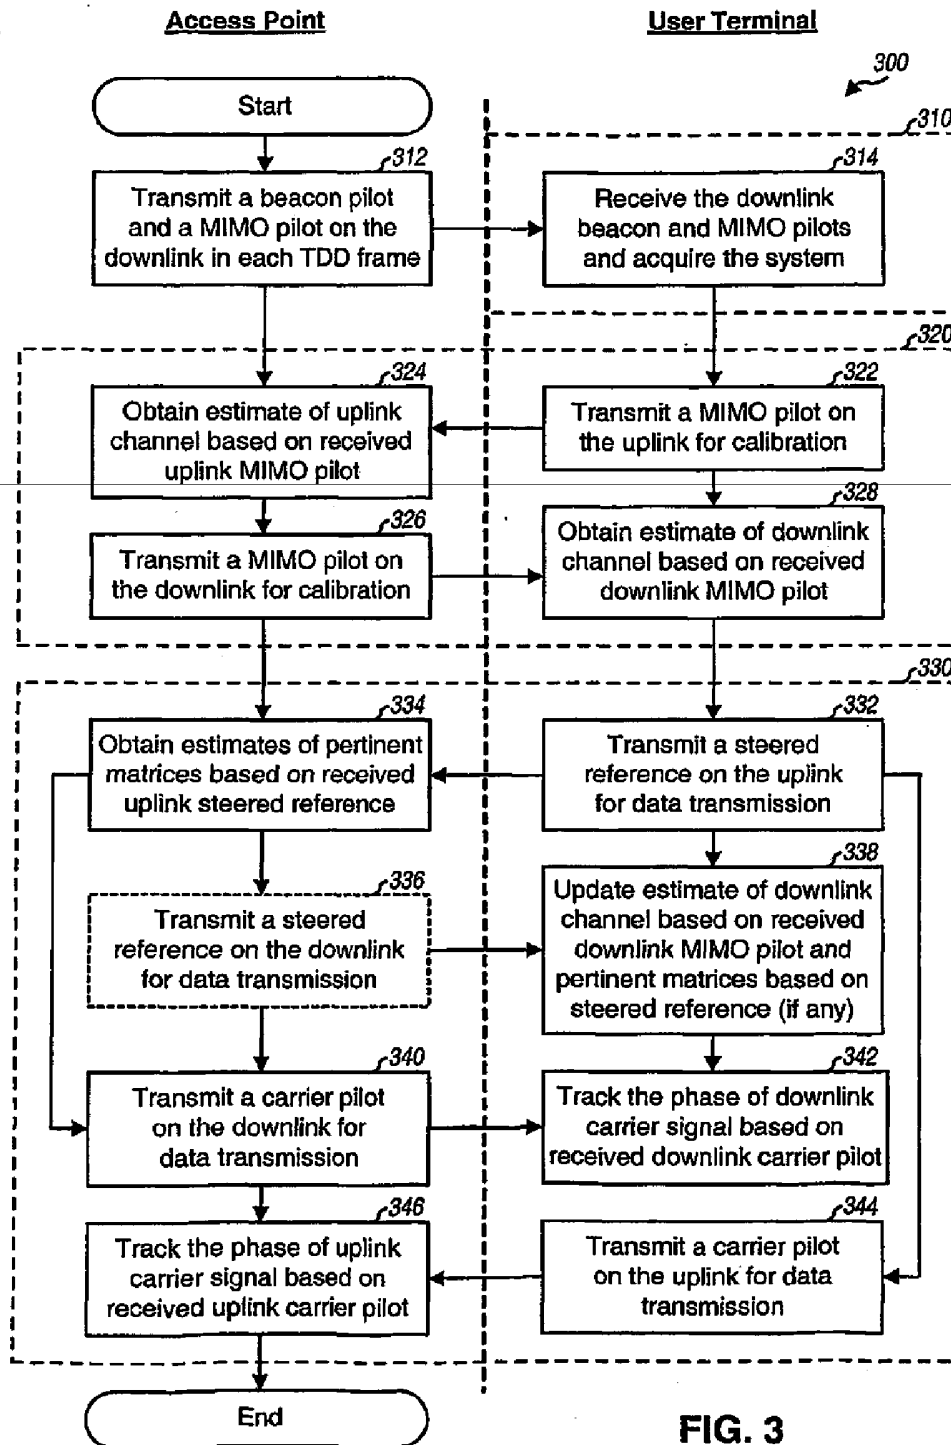 Access Point
User Terminal
300
Start
310
312
Transmit a beacon pilot
and a MIMO pilot on the
downlink in each TDD frame
314
Receive the downlink
beacon and MIMO pilots
and acquire the system
320
324
Obtain estimate of uplink
channel based on received
uplink MIMO pilot
322
Transmit a MIMO pilot on
the uplink for calibration
326
Transmit a MIMO pilot on
the downlink for calibration
328
Obtain estimate of downlink
channel based on received
downlink MIMO pilot
330
334
Obtain estimates of pertinent
matrices based on received
uplink steered reference
332
Transmit a steered
reference on the uplink
for data transmission
336
Transmit a steered
reference on the downlink
for data transmission
338
Update estimate of downlink
channel based on received
downlink MIMO pilot and
pertinent matrices based on
steered reference (if any)
340
Transmit a carrier pilot
on the downlink for
data transmission
342
Track the phase of downlink
carrier signal based on
received downlink carrier pilot
346
Track the phase of uplink
carrier signal based on
received uplink carrier pilot
344
Transmit a carrier pilot
on the uplink for data
transmission
End
FIG. 3